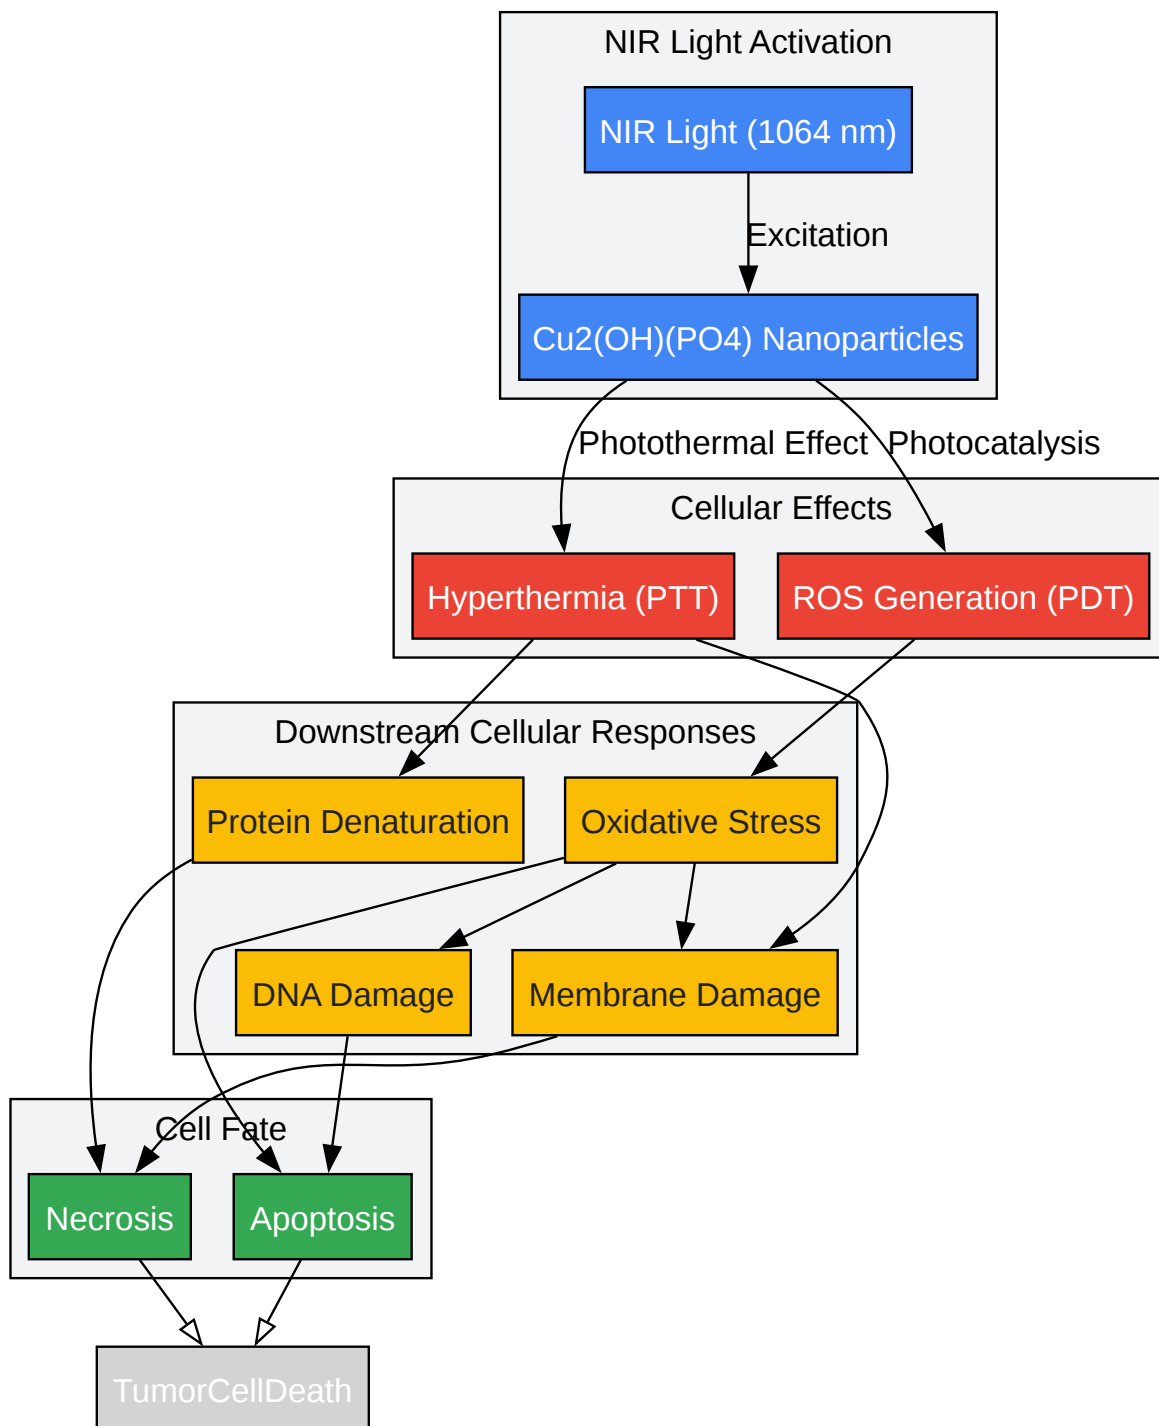 NIR Light Activation
NIR Light (1064 nm)
Excitation
Cu2(OH)(PO4) Nanoparticles
Photothermal Effect
Photocatalysis
Cellular Effects
Hyperthermia (PTT)
ROS Generation (PDT)
Downstream Cellular Responses
Protein Denaturation
Oxidative Stress
DNA Damage
Membrane Damage
Cell Fate
Necrosis
Apoptosis
TumorCellDeath